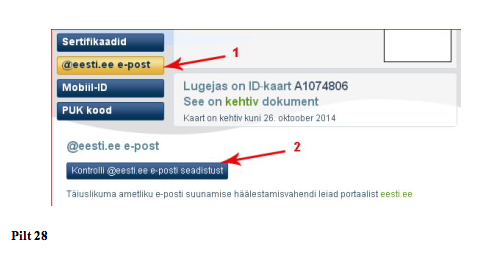 Sertifikaadid
1
@eesti.ee e-post
Mobiil-ID
Lugejas on ID-kaart A1074806
See on kehtiv dokument
PUK kood
Kaart on kehtiv kuni 26. oktoober 2014
@eesti.ee e-post
2
Kontrolli @eesti.ee e-posti seadistust
Täiuslikuma ametliku e-posti suunamise häälestamisvahendi leiad portaalist eesti.ee
Pilt 28